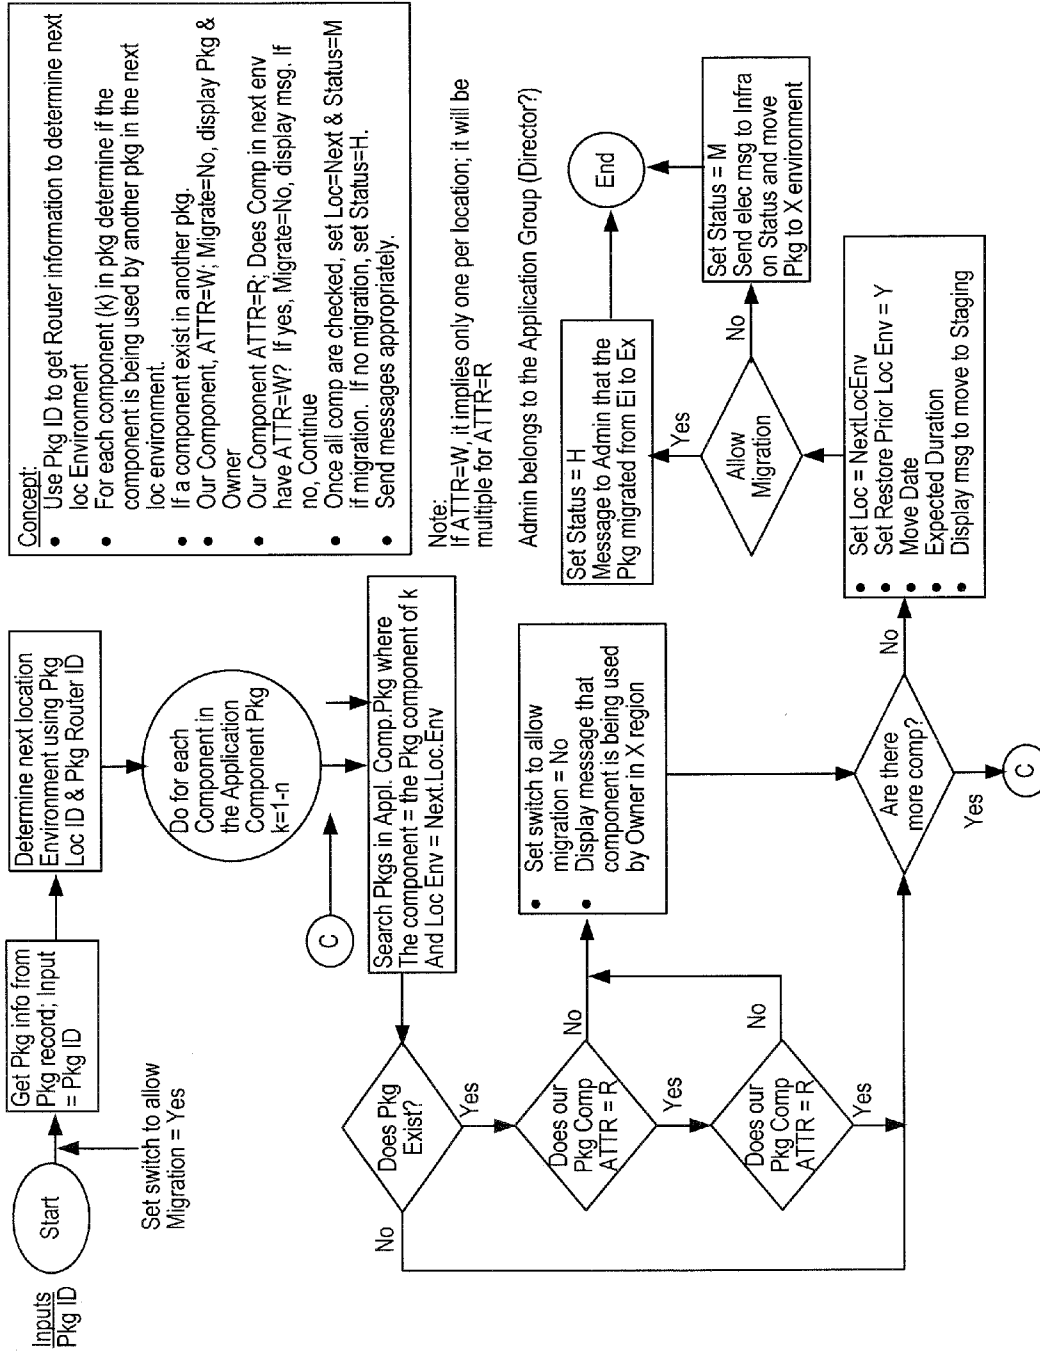 Inputs
Pkg ID
Start
Set switch to allow
Migration = Yes
Get Pkg info from
Pkg record; Input
= Pkg ID
Determine next location
Environment using Pkg
Loc ID & Pkg Router ID
Do for each
Component in
the Application
Component Pkg
k=1-n
C
Search Pkgs in Appl. Comp.Pkg where
The component = the Pkg component of k
And Loc Env = Next.Loc.Env
Does Pkg
Exist?
No
Yes
Does our
Pkg Comp
ATTR = R
No
Yes
Does our
Pkg Comp
ATTR = R
No
Yes
• Set switch to allow
migration = No
• Display message that
component is being used
by Owner in X region
Are there
more comp?
Yes
No
C
• Set Loc = NextLocEnv
• Set Restore Prior Loc Env = Y
• Move Date
• Expected Duration
• Display msg to move to Staging
Allow
Migration
Yes
No
Set Status = H
Message to Admin that the
Pkg migrated from EI to Ex
Set Status = M
Send elec msg to Infra
on Status and move
Pkg to X environment
End
Concept:
• Use Pkg ID to get Router information to determine next
loc Environment
• For each component (k) in pkg determine if the
component is being used by another pkg in the next
loc environment.
• If a component exist in another pkg.
• Our Component, ATTR=W; Migrate=No, display Pkg &
Owner
• Our Component ATTR=R; Does Comp in next env
have ATTR=W? If yes, Migrate=No, display msg. If
no, Continue
• Once all comp are checked, set Loc=Next & Status=M
if migration. If no migration, set Status=H.
• Send messages appropriately.
Note:
If ATTR=W, it implies only one per location; it will be
multiple for ATTR=R
Admin belongs to the Application Group (Director?)